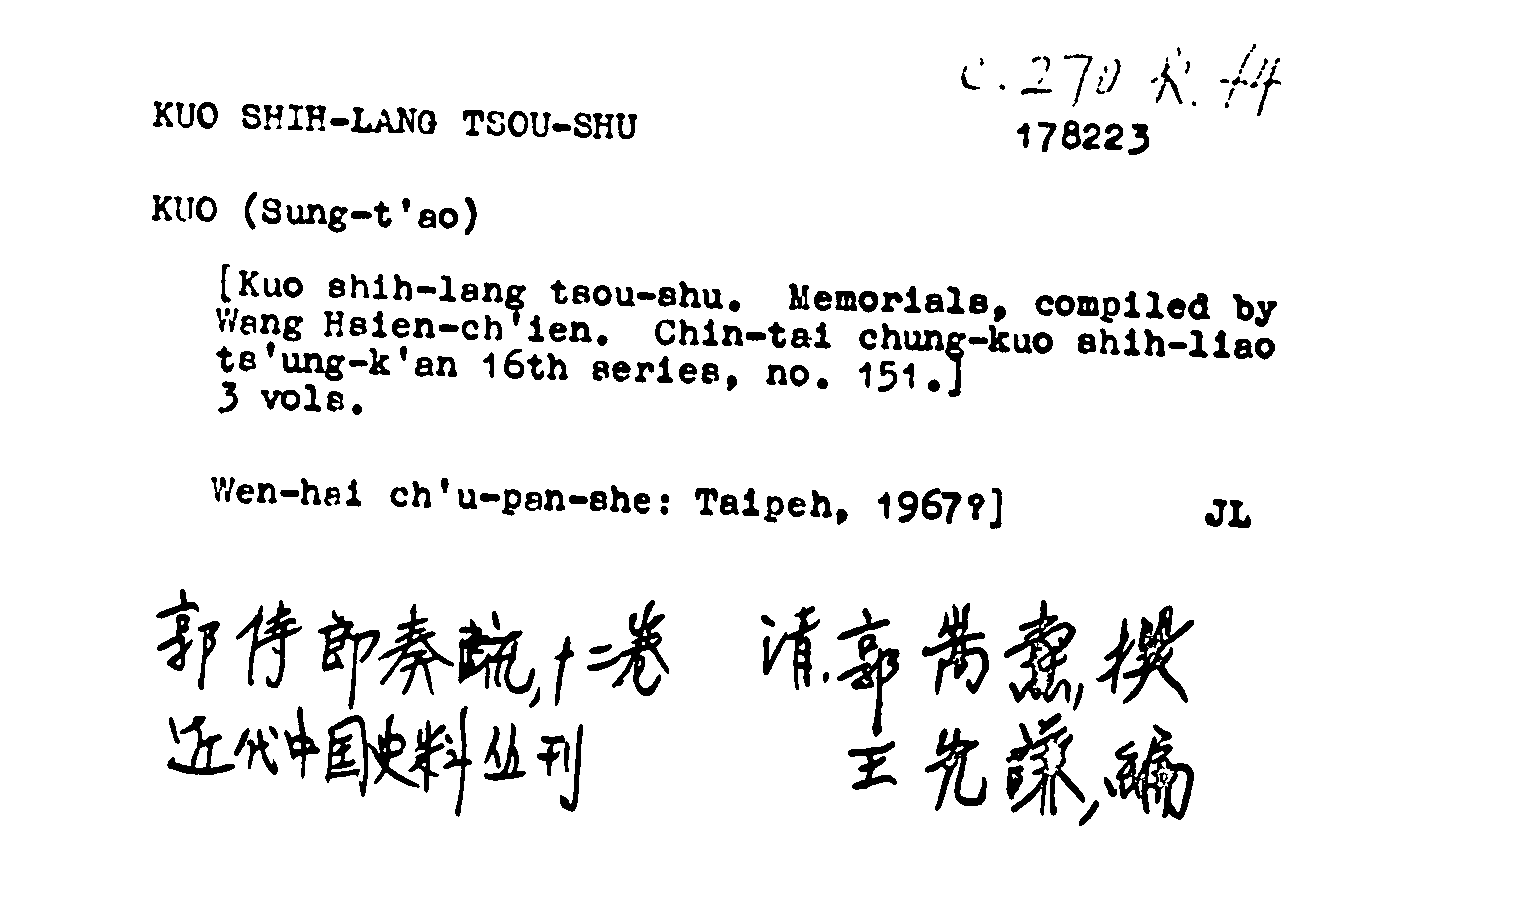 c. 270 k. 44
KUO SHIH-LANG TSOU-SHU
178223
KUO (Sung-t'ao)
[Kuo shih-lang tsou-shu. Memorials, compiled by
Wang Hsien-ch'ien. Chin-tai chung-kuo shih-liao
ts'ung-k'an 16th series, no. 151.]
3 vols.
Wen-hai ch'u-pan-she: Taipeh, 1967?]
JL
郭侍郎奏疏,十二卷 清.郭嵩燾,撰
近代中国史料丛刊 王先謙,編